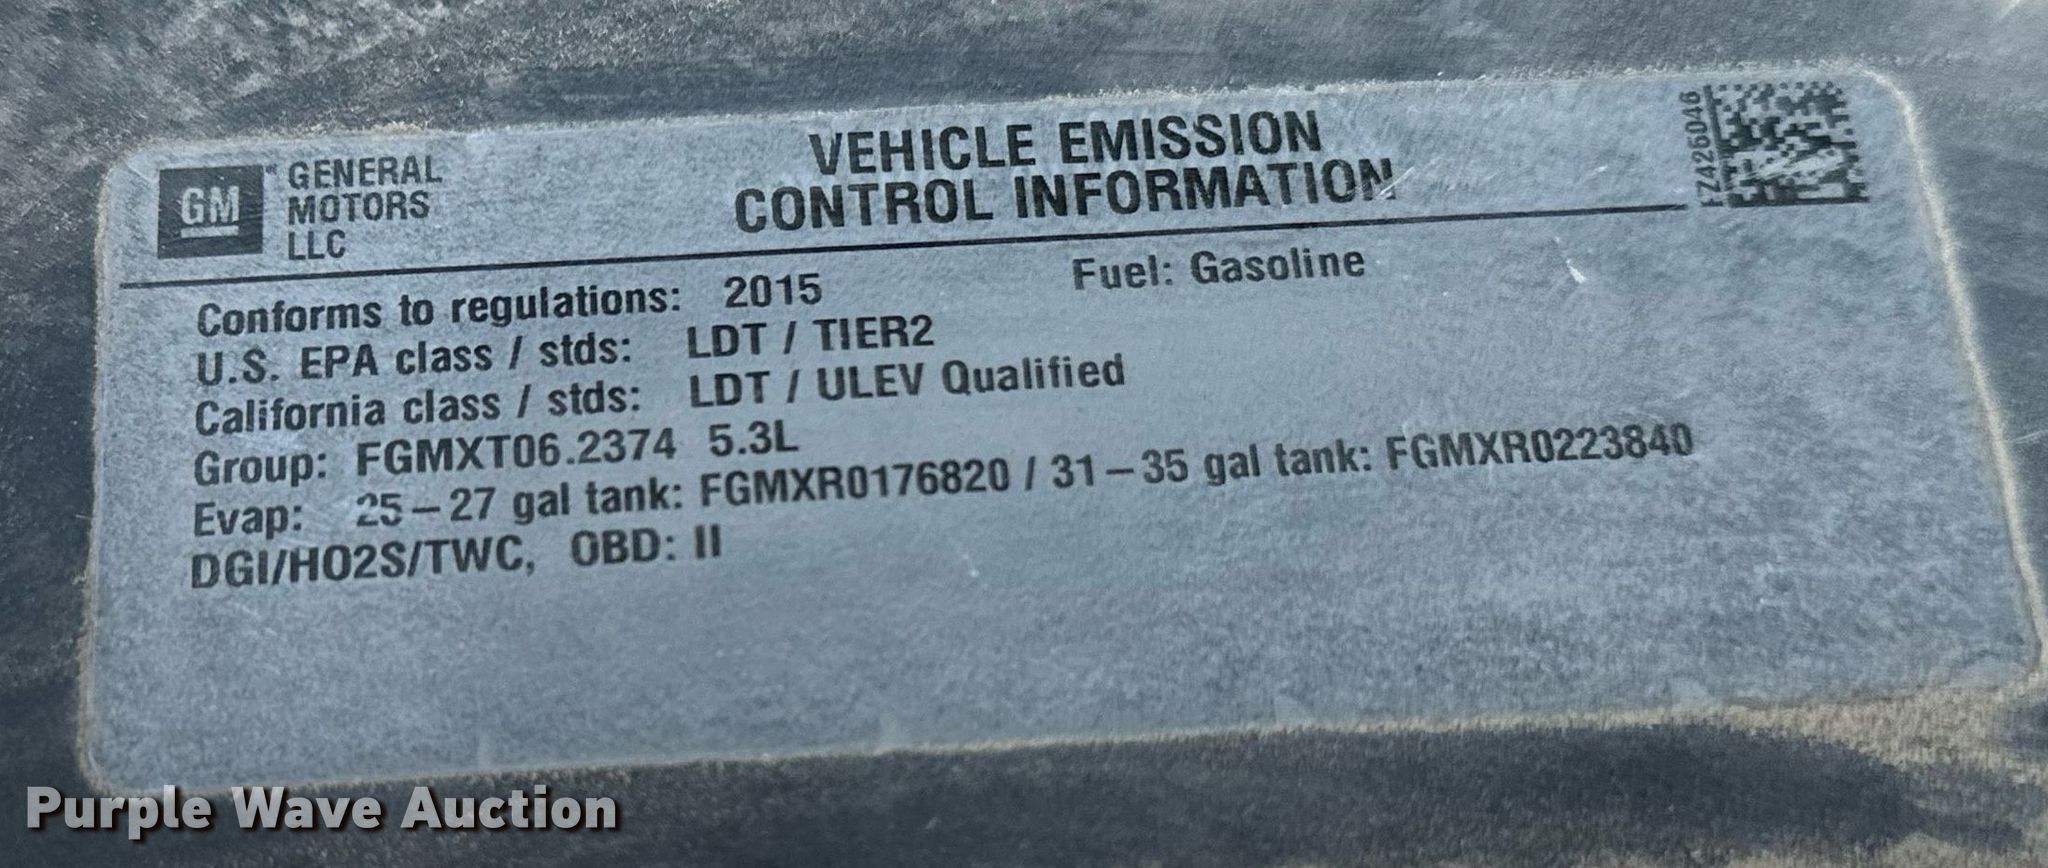 GM
GENERAL
MOTORS
LLC
VEHICLE EMISSION
CONTROL INFORMATION
FZ426046
Conforms to regulations: 2015 Fuel: Gasoline
U.S. EPA class / stds: LDT / TIER2
California class / stds: LDT / ULEV Qualified
Group: FGMXT06.2374 5.3L
Evap: 25-27 gal tank: FGMXR0176820 / 31-35 gal tank: FGMXR0223840
DGI/HO2S/TWC, OBD: II
Purple Wave Auction